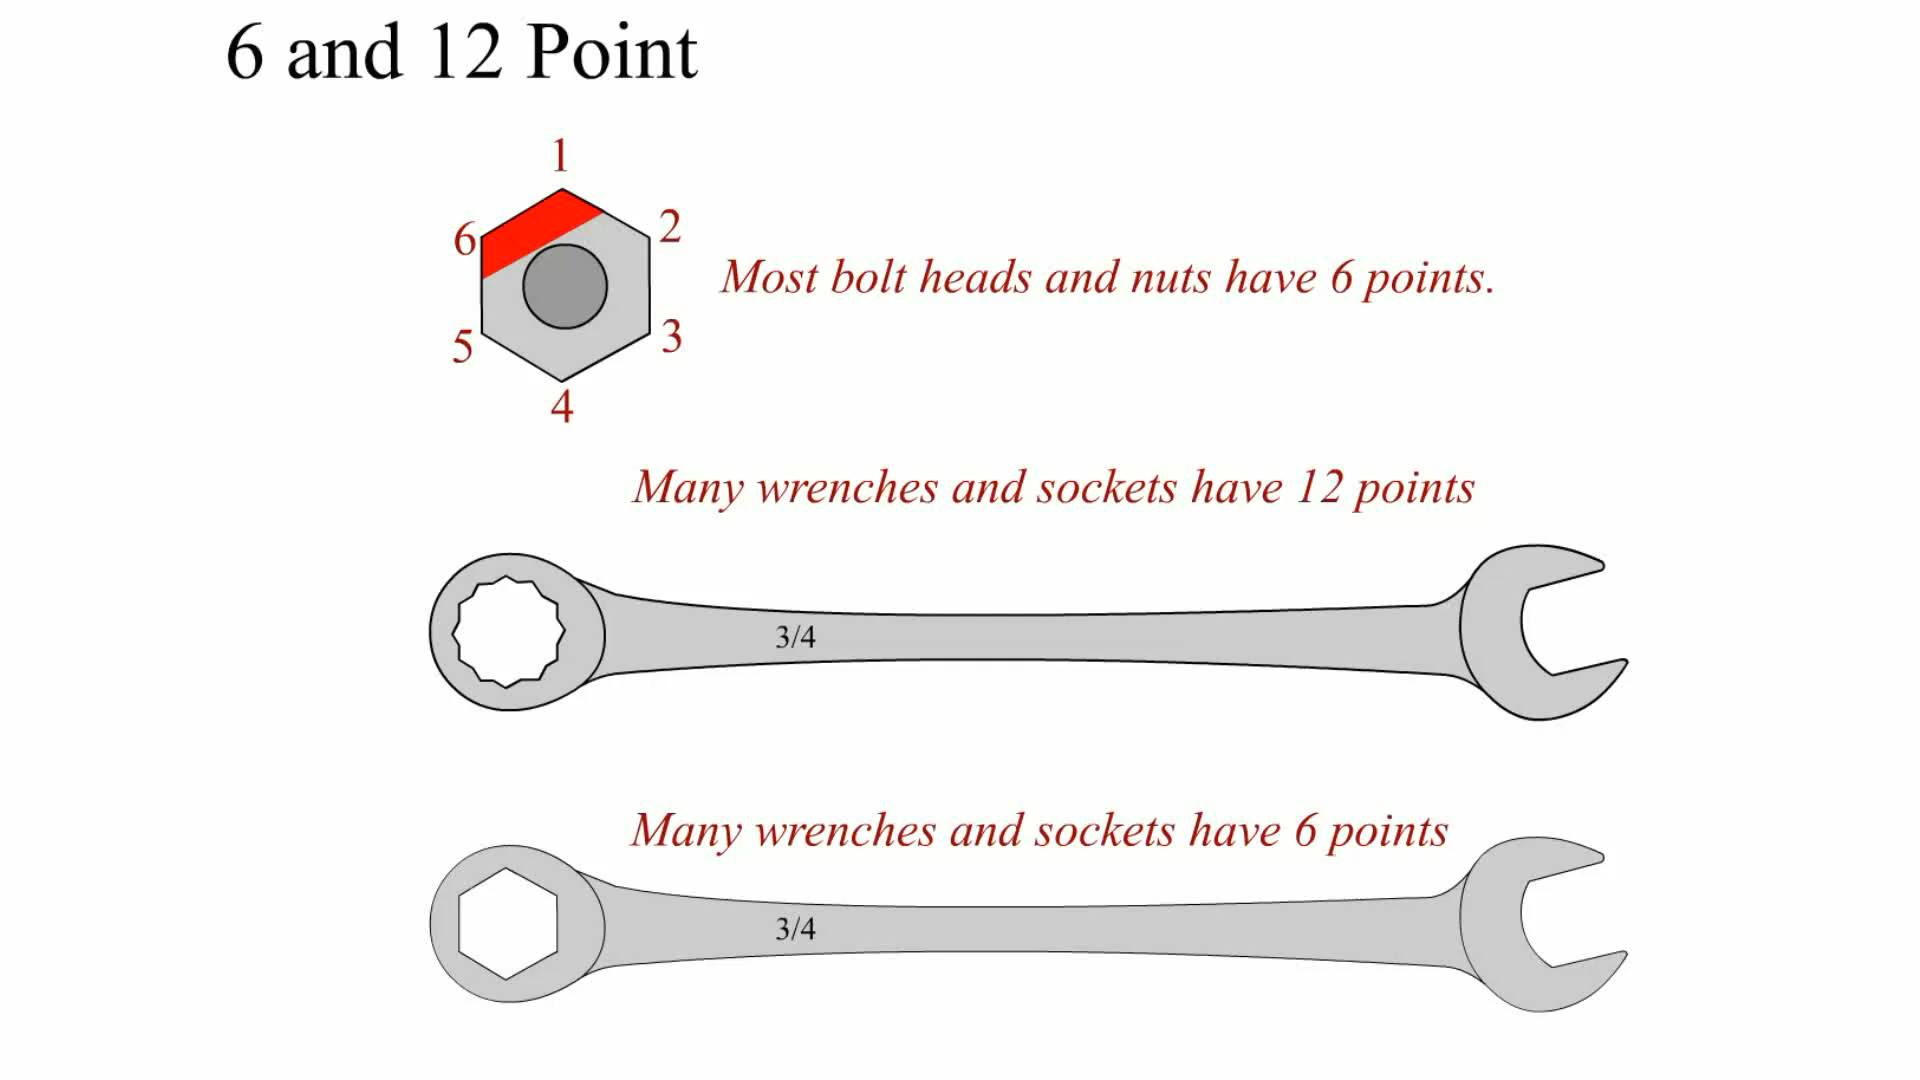 6 and 12 Point
1
6
2
Most bolt heads and nuts have 6 points.
5
3
4
Many wrenches and sockets have 12 points
3/4
Many wrenches and sockets have 6 points
3/4